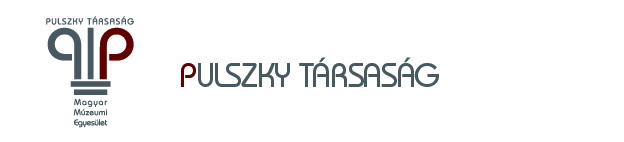 PULSZKY TÁRSASÁG
Magyar
Múzeumi
Egyesület
PULSZKY TÁRSASÁG